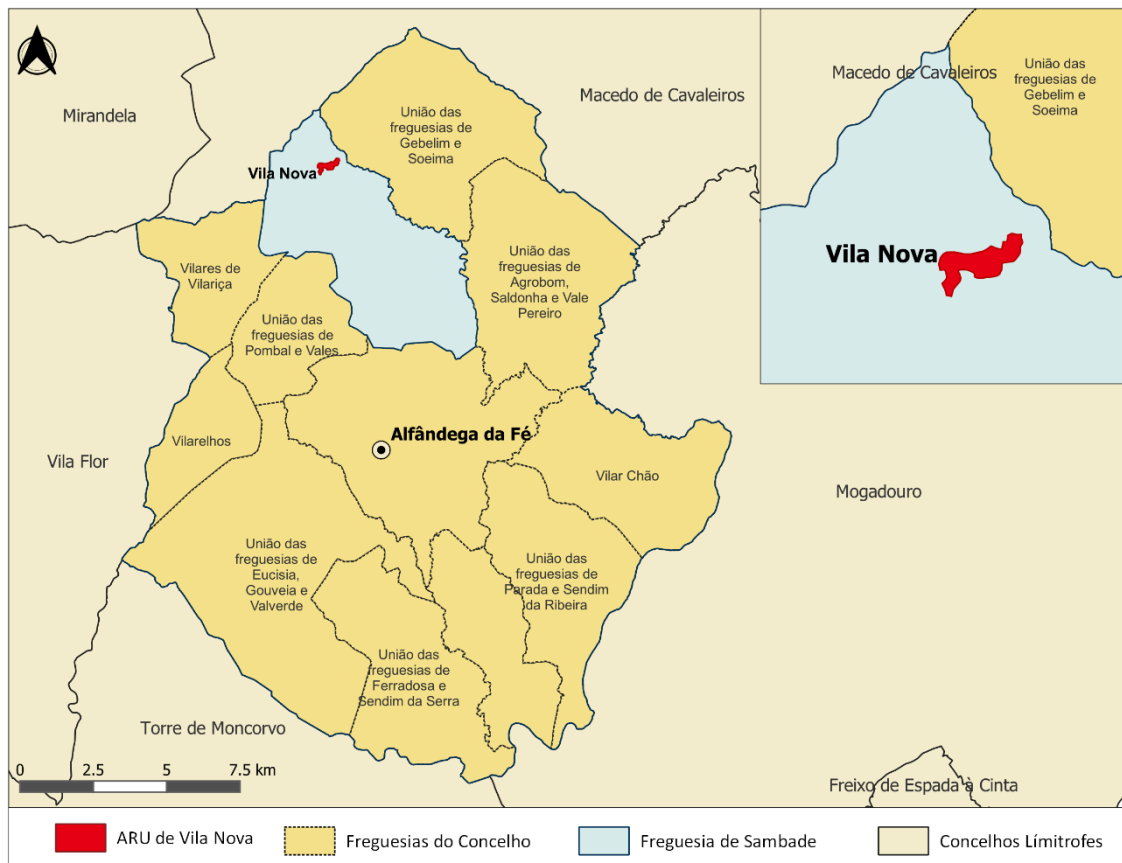 Mirandela
Macedo de Cavaleiros
União das
freguesias de
Gebelim e
Soeima
Vila Nova
Vilares de
Vilariça
União das
freguesias de
Agrobom,
Saldonha e Vale
Pereiro
União das
freguesias de
Pombal e Vales
Alfândega da Fé
Vilarelhos
Vila Flor
Vilar Chão
Mogadouro
União das
freguesias de
Eucisia,
Gouveia e
Valverde
União das
freguesias de
Parada e Sendim
da Ribeira
União das
freguesias de
Ferradosa e
Sendim da Serra
Torre de Moncorvo
Freixo de Espada à Cinta
0 2.5 5 7.5 km
Macedo de Cavaleiros
União das
freguesias de
Gebelim e
Soeima
Vila Nova
ARU de Vila Nova
Freguesias do Concelho
Freguesia de Sambade
Concelhos Límitrofes